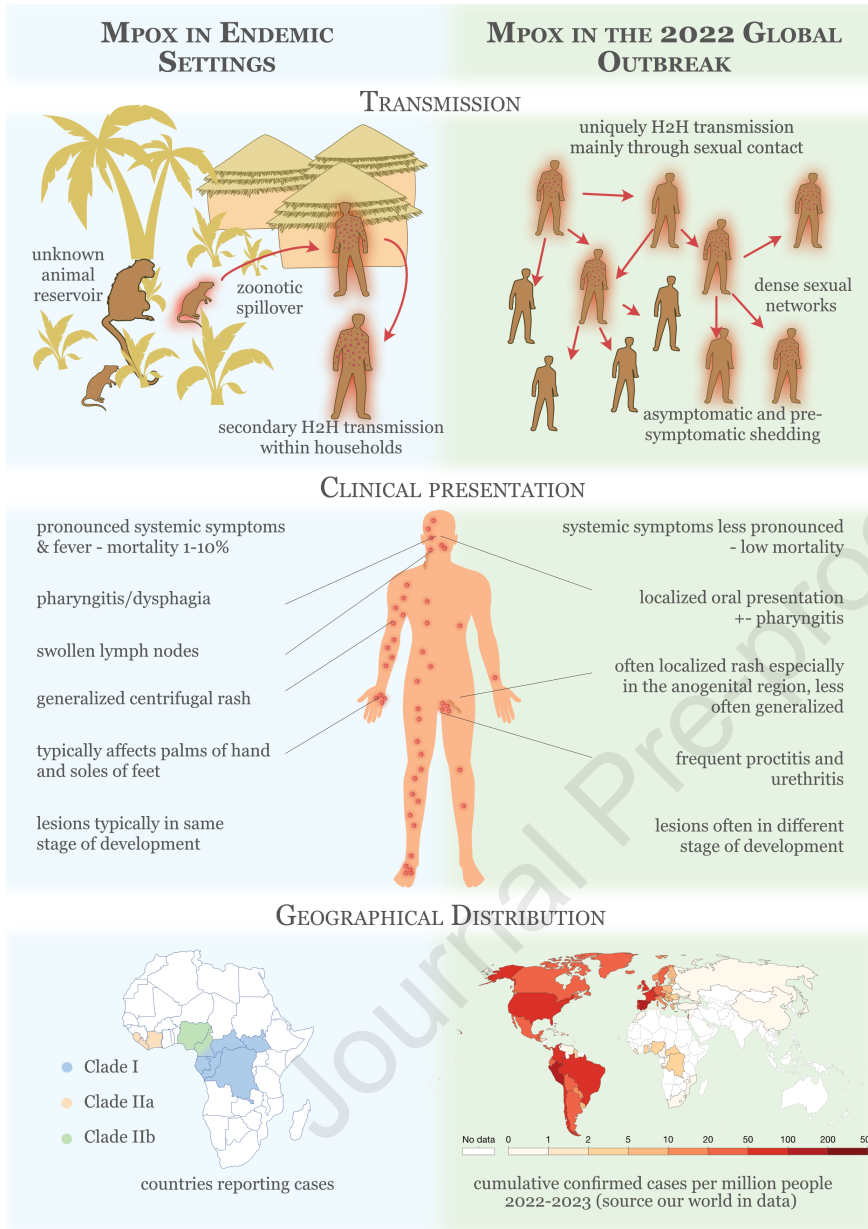 MPOX IN ENDEMIC
SETTINGS
MPOX IN THE 2022 GLOBAL
OUTBREAK
TRANSMISSION
unknown
animal
reservoir
zoonotic
spillover
secondary H2H transmission
within households
uniquely H2H transmission
mainly through sexual contact
dense sexual
networks
asymptomatic and pre-
symptomatic shedding
CLINICAL PRESENTATION
pronounced systemic symptoms
& fever - mortality 1-10%
pharyngitis/dysphagia
swollen lymph nodes
generalized centrifugal rash
typically affects palms of hand
and soles of feet
lesions typically in same
stage of development
systemic symptoms less pronounced
- low mortality
localized oral presentation
+- pharyngitis
often localized rash especially
in the anogenital region, less
often generalized
frequent proctitis and
urethritis
lesions often in different
stage of development
GEOGRAPHICAL DISTRIBUTION
Clade I
Clade IIa
Clade IIb
countries reporting cases
No data 0 1 2 5 10 20 50 100 200 50
cumulative confirmed cases per million people
2022-2023 (source our world in data)
Journal Pre-proo